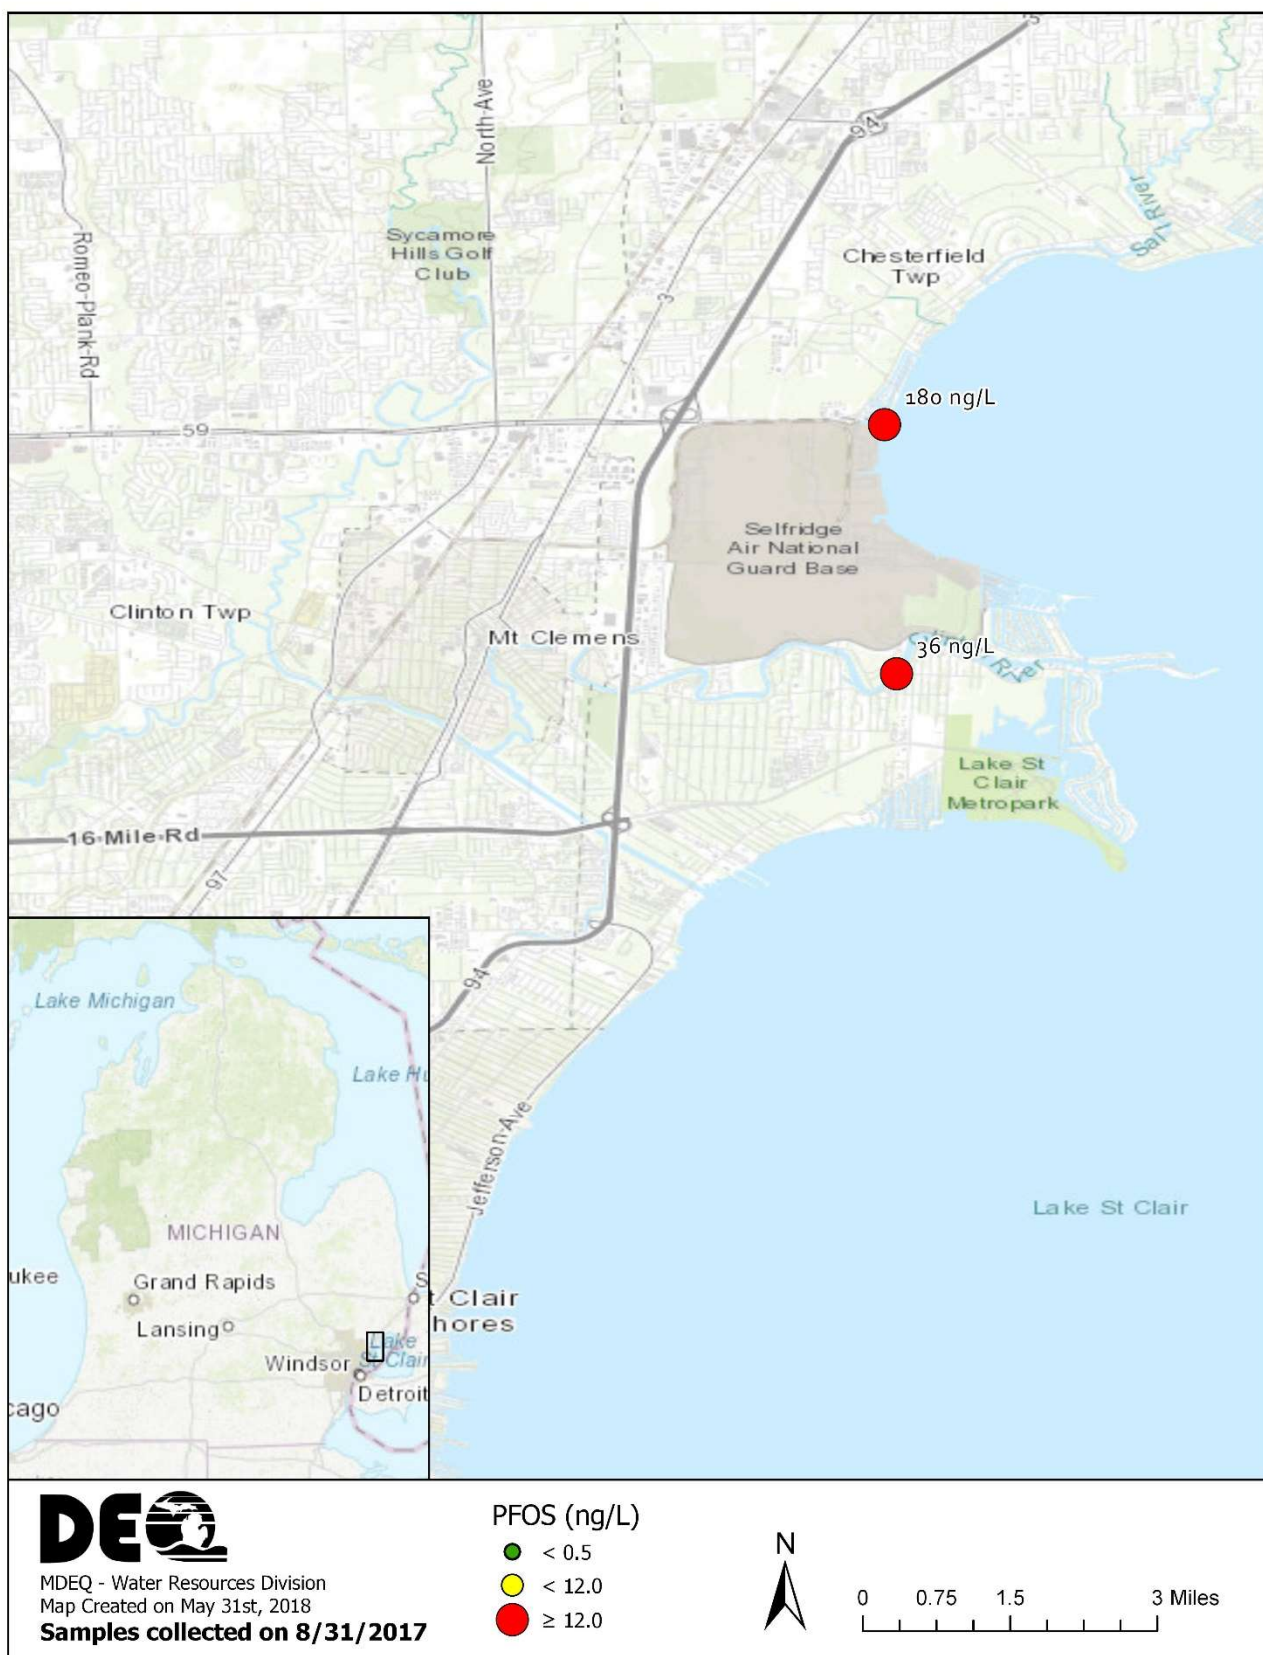 North Ave
94
Salt River
Romeo-Plank-Rd
Sycamore
Hills Golf
Club
Chesterfield
Twp
3
180 ng/L
59
Selfridge
Air National
Guard Base
Clinton Twp
Mt Clemens
36 ng/L
River
Lake St
Clair
Metropark
16-Mile-Rd
97
94
Jefferson-Ave
Lake St Clair
t Clair
hores
Lake Michigan
Lake Hu
MICHIGAN
ukee
Grand Rapids
S
Lansing
Lake
St Clair
Windsor
Detroit
cago
DEQ
MDEQ - Water Resources Division
Map Created on May 31st, 2018
Samples collected on 8/31/2017
PFOS (ng/L)
< 0.5
< 12.0
≥ 12.0
N
0 0.75 1.5 3 Miles